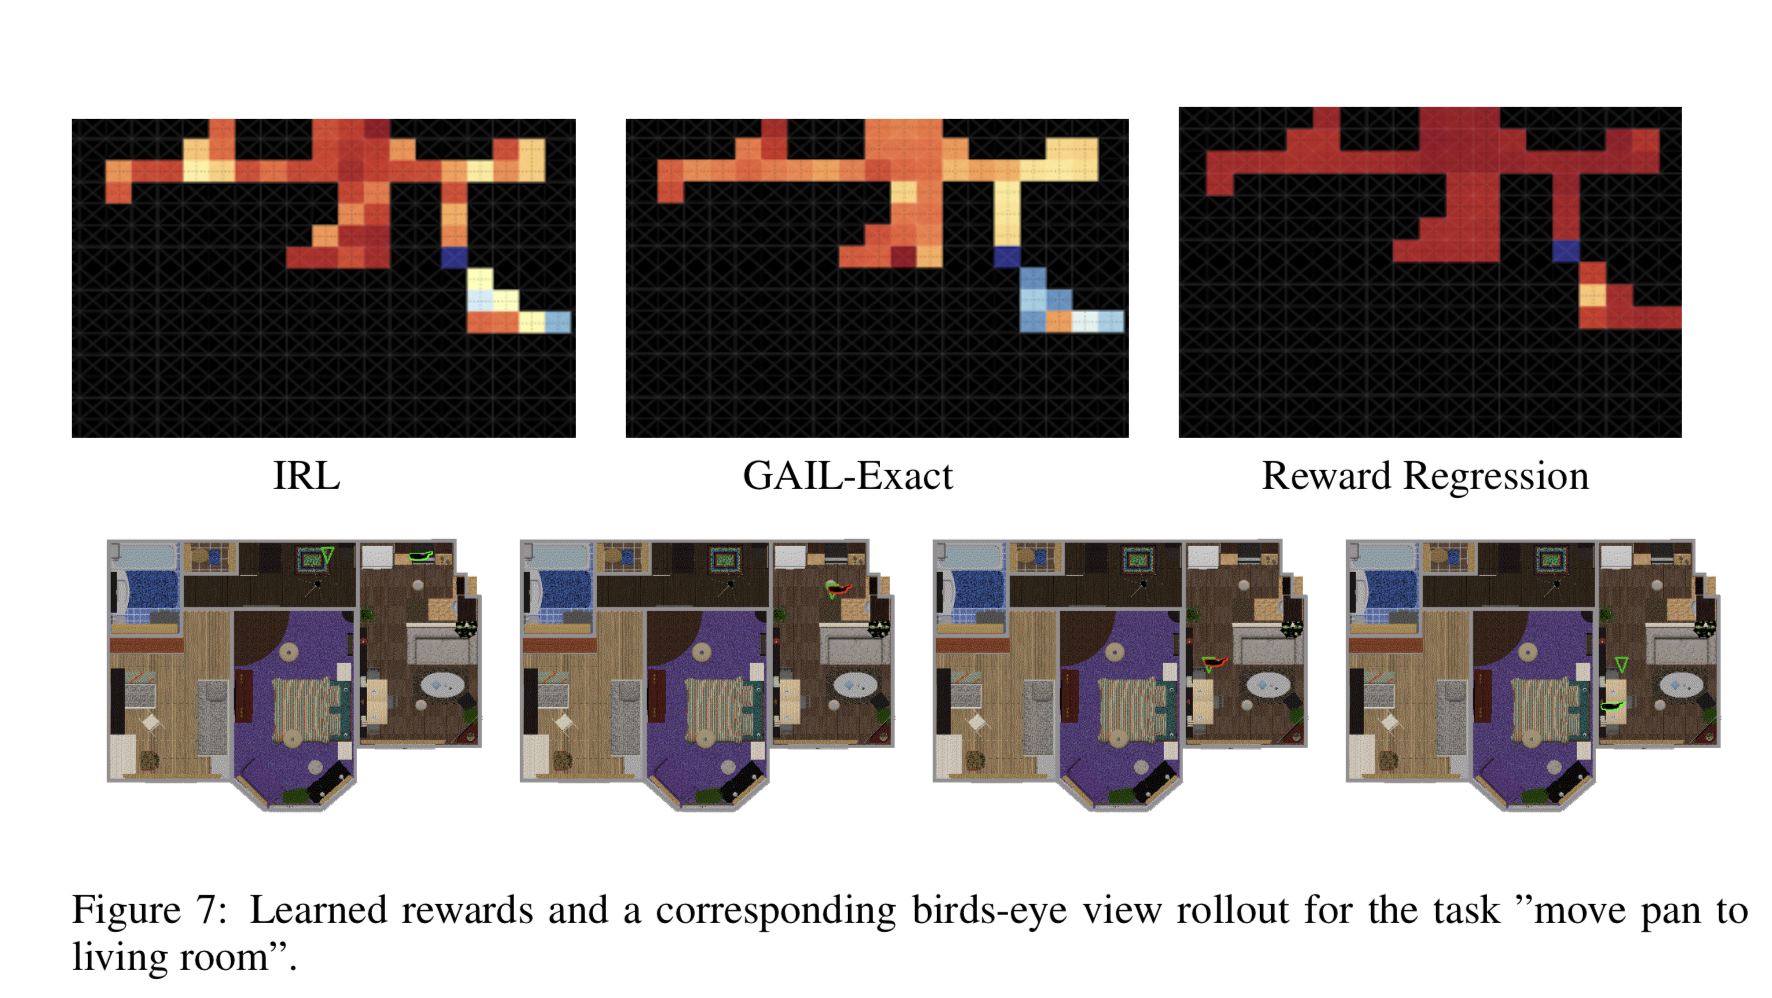 IRL
GAIL-Exact
Reward Regression
Figure 7: Learned rewards and a corresponding birds-eye view rollout for the task ”move pan to
living room”.